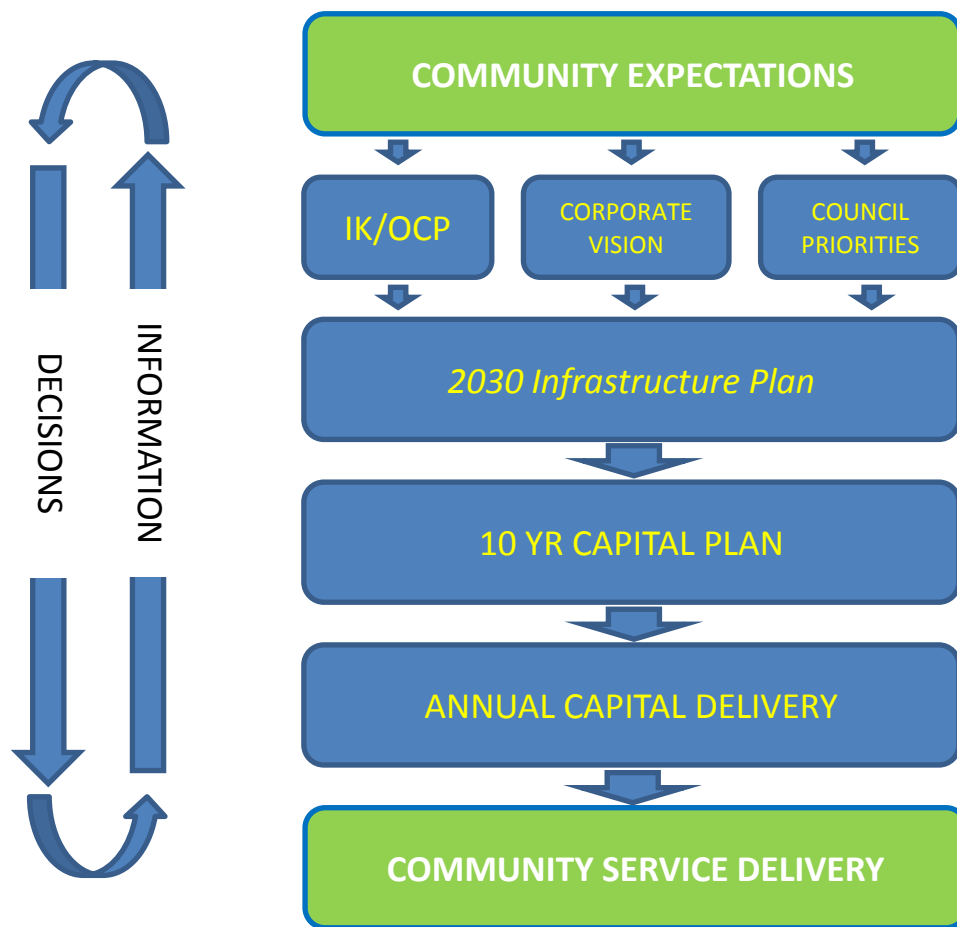 COMMUNITY EXPECTATIONS
IK/OCP
CORPORATE
VISION
COUNCIL
PRIORITIES
2030 Infrastructure Plan
10 YR CAPITAL PLAN
ANNUAL CAPITAL DELIVERY
COMMUNITY SERVICE DELIVERY
DECISIONS
INFORMATION